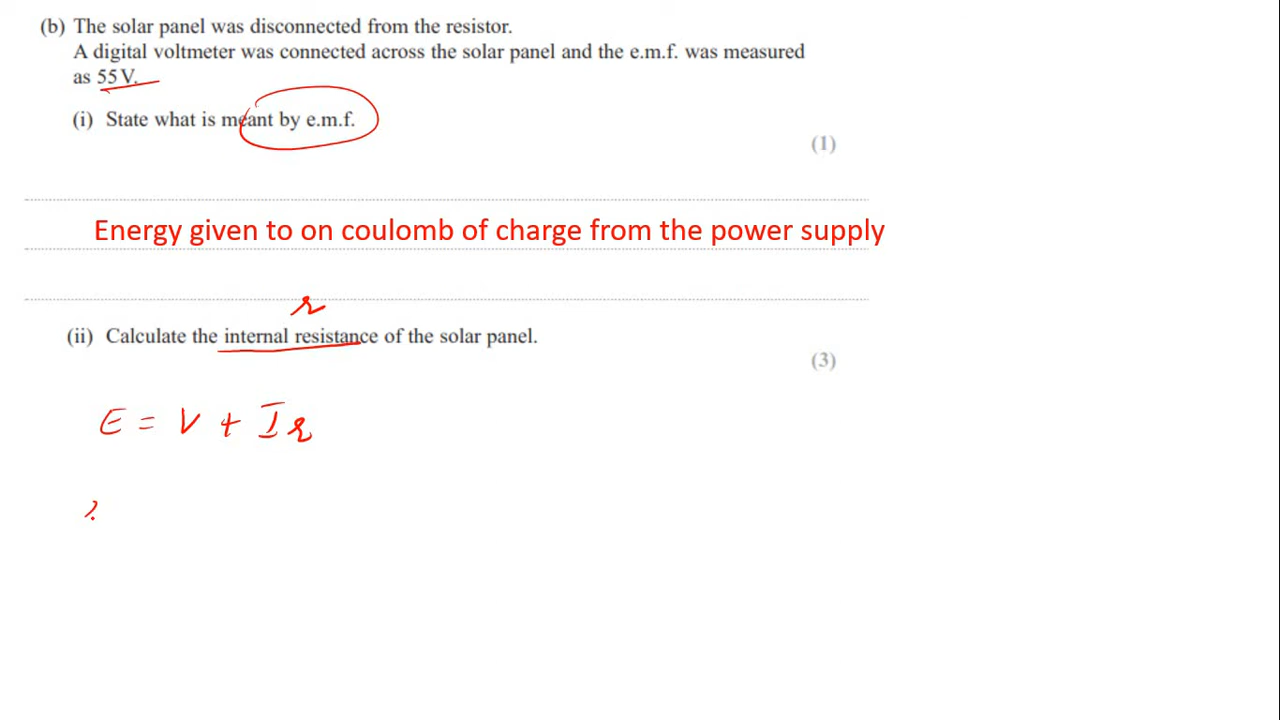 (b) The solar panel was disconnected from the resistor.
A digital voltmeter was connected across the solar panel and the e.m.f. was measured
as 55 V.
(i) State what is meant by e.m.f.
(1)
Energy given to on coulomb of charge from the power supply
r
(ii) Calculate the internal resistance of the solar panel.
(3)
E = V + Ir